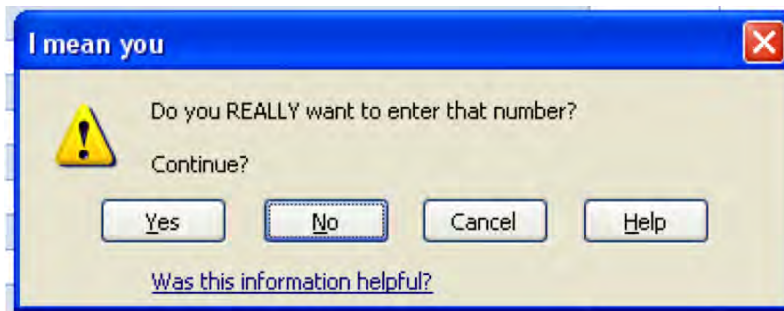 I mean you
Do you REALLY want to enter that number?
Continue?
Yes No Cancel Help
Was this information helpful?